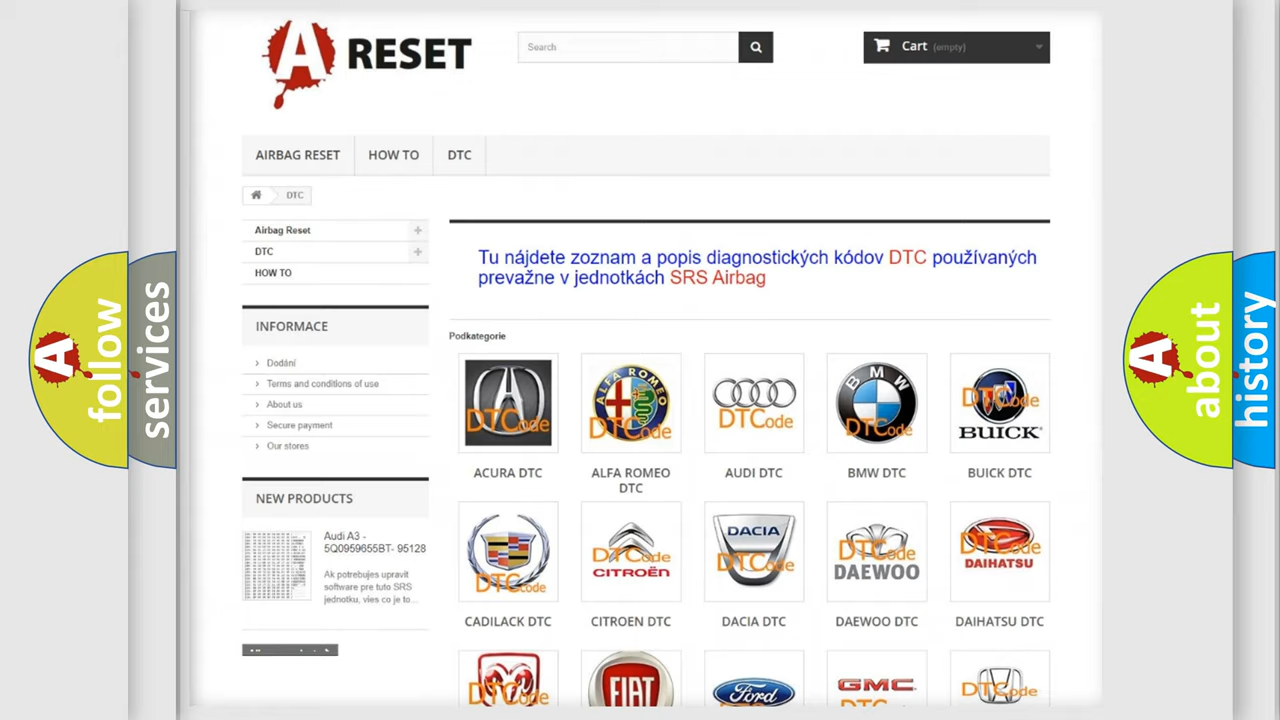 A RESET
Search
Cart (empty)
AIRBAG RESET
HOW TO
DTC
DTC
Airbag Reset
DTC
HOW TO
INFORMACE
Dodání
Terms and conditions of use
About us
Secure payment
Our stores
NEW PRODUCTS
Audi A3 -
5Q0959655BT- 95128
Ak potrebujes upravit
software pre tuto SRS
jednotku, vies co je to...
Tu nájdete zoznam a popis diagnostických kódov DTC používaných
prevažne v jednotkách SRS Airbag
Podkategorie
DTCode
ALFA ROMEO
DTCode
DTCode
BMW
DTCode
DTCode
BUICK
ACURA DTC
ALFA ROMEO
DTC
AUDI DTC
BMW DTC
BUICK DTC
DTCode
DTCode
CITROËN
DACIA
DTCode
DTCode
DAEWOO
DTCode
DAIHATSU
CADILACK DTC
CITROEN DTC
DACIA DTC
DAEWOO DTC
DAIHATSU DTC
DTCode
FIAT
Ford
GMC
DTCode
A follow
services
A about
history